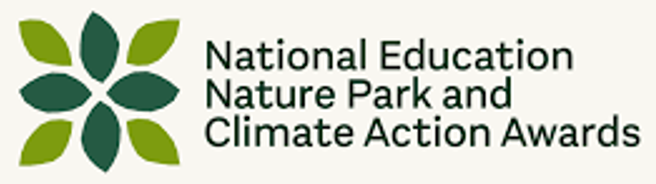 National Education
Nature Park and
Climate Action Awards